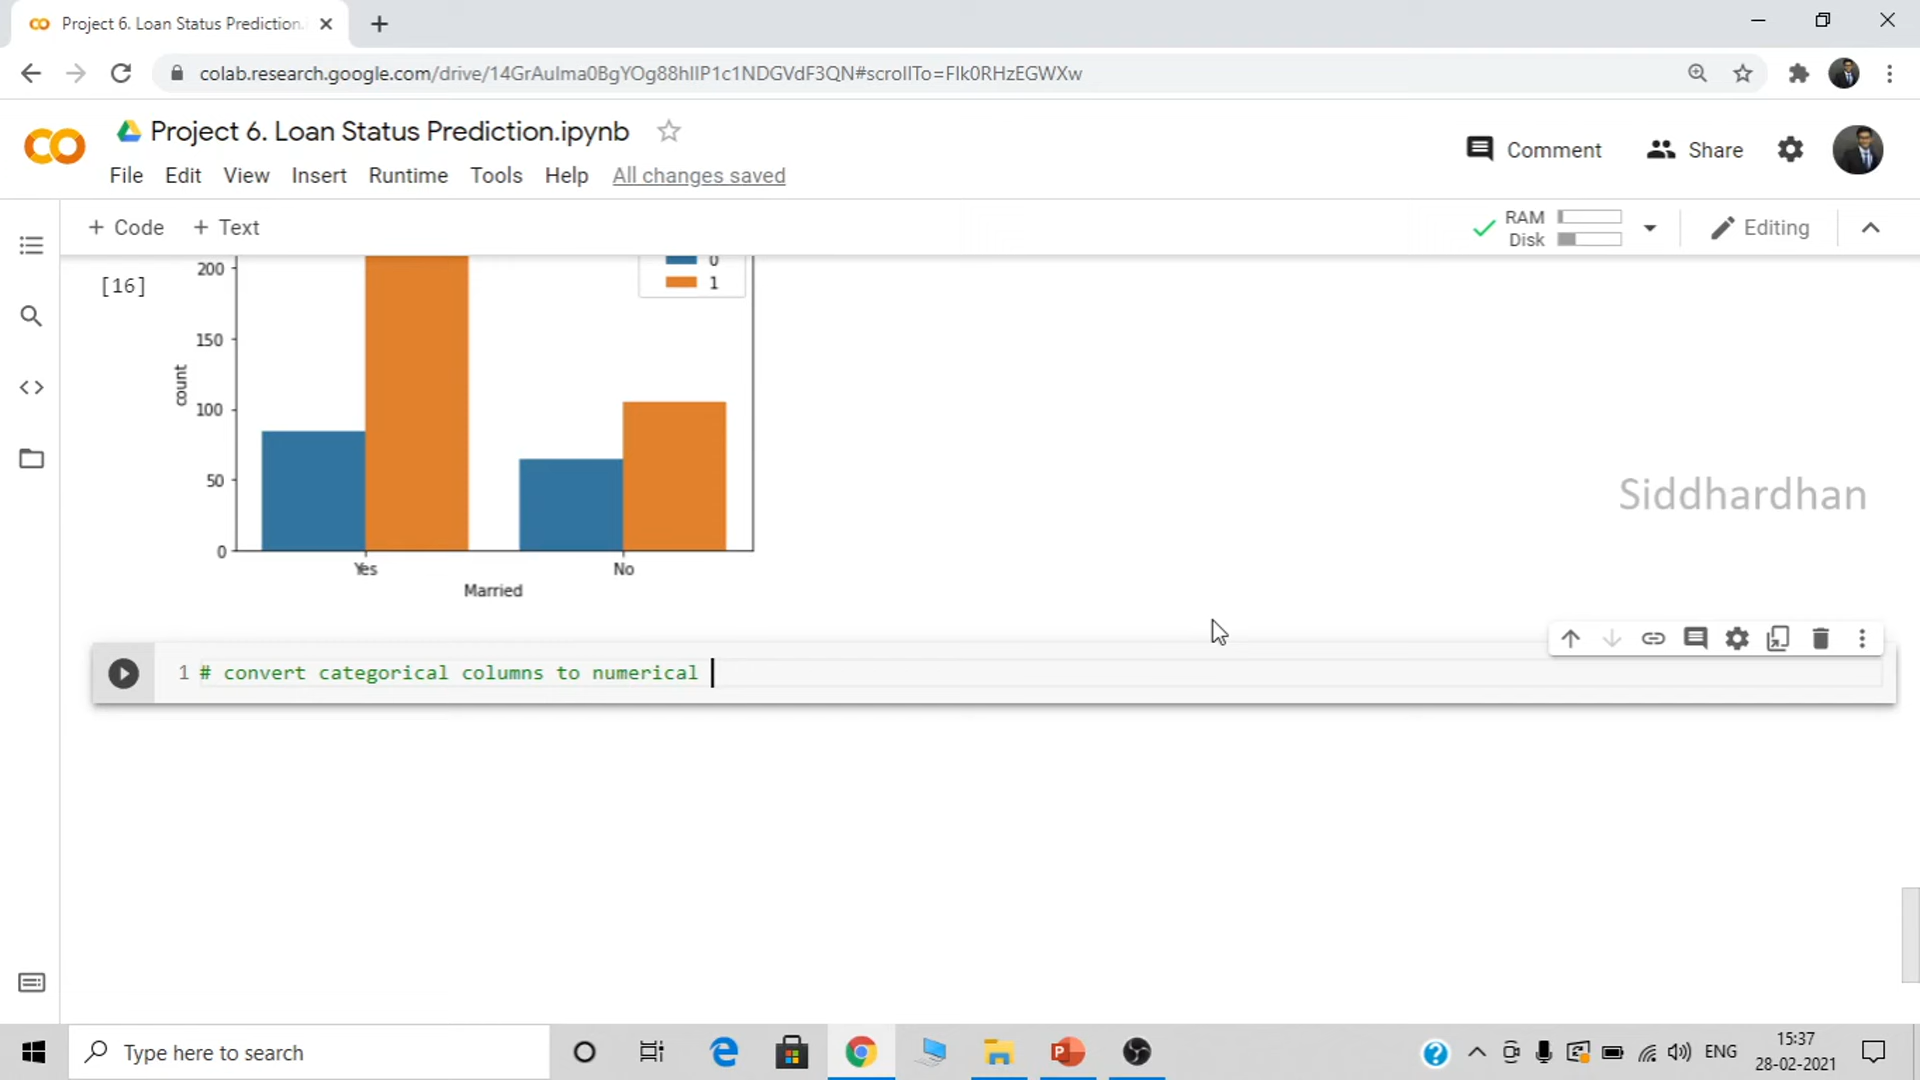 Project 6. Loan Status Prediction.
colab.research.google.com/drive/14GrAulma0BgYOg88hIIP1c1NDGVdF3QN#scrollTo=FIk0RHzEGWXw
Project 6. Loan Status Prediction.ipynb
Comment
Share
File Edit View Insert Runtime Tools Help All changes saved
+ Code + Text
RAM
Disk
Editing
[16]
200
150
100
50
0
count
0
1
Yes No
Married
Siddhardhan
1 # convert categorical columns to numerical
Type here to search
ENG
15:37
28-02-2021